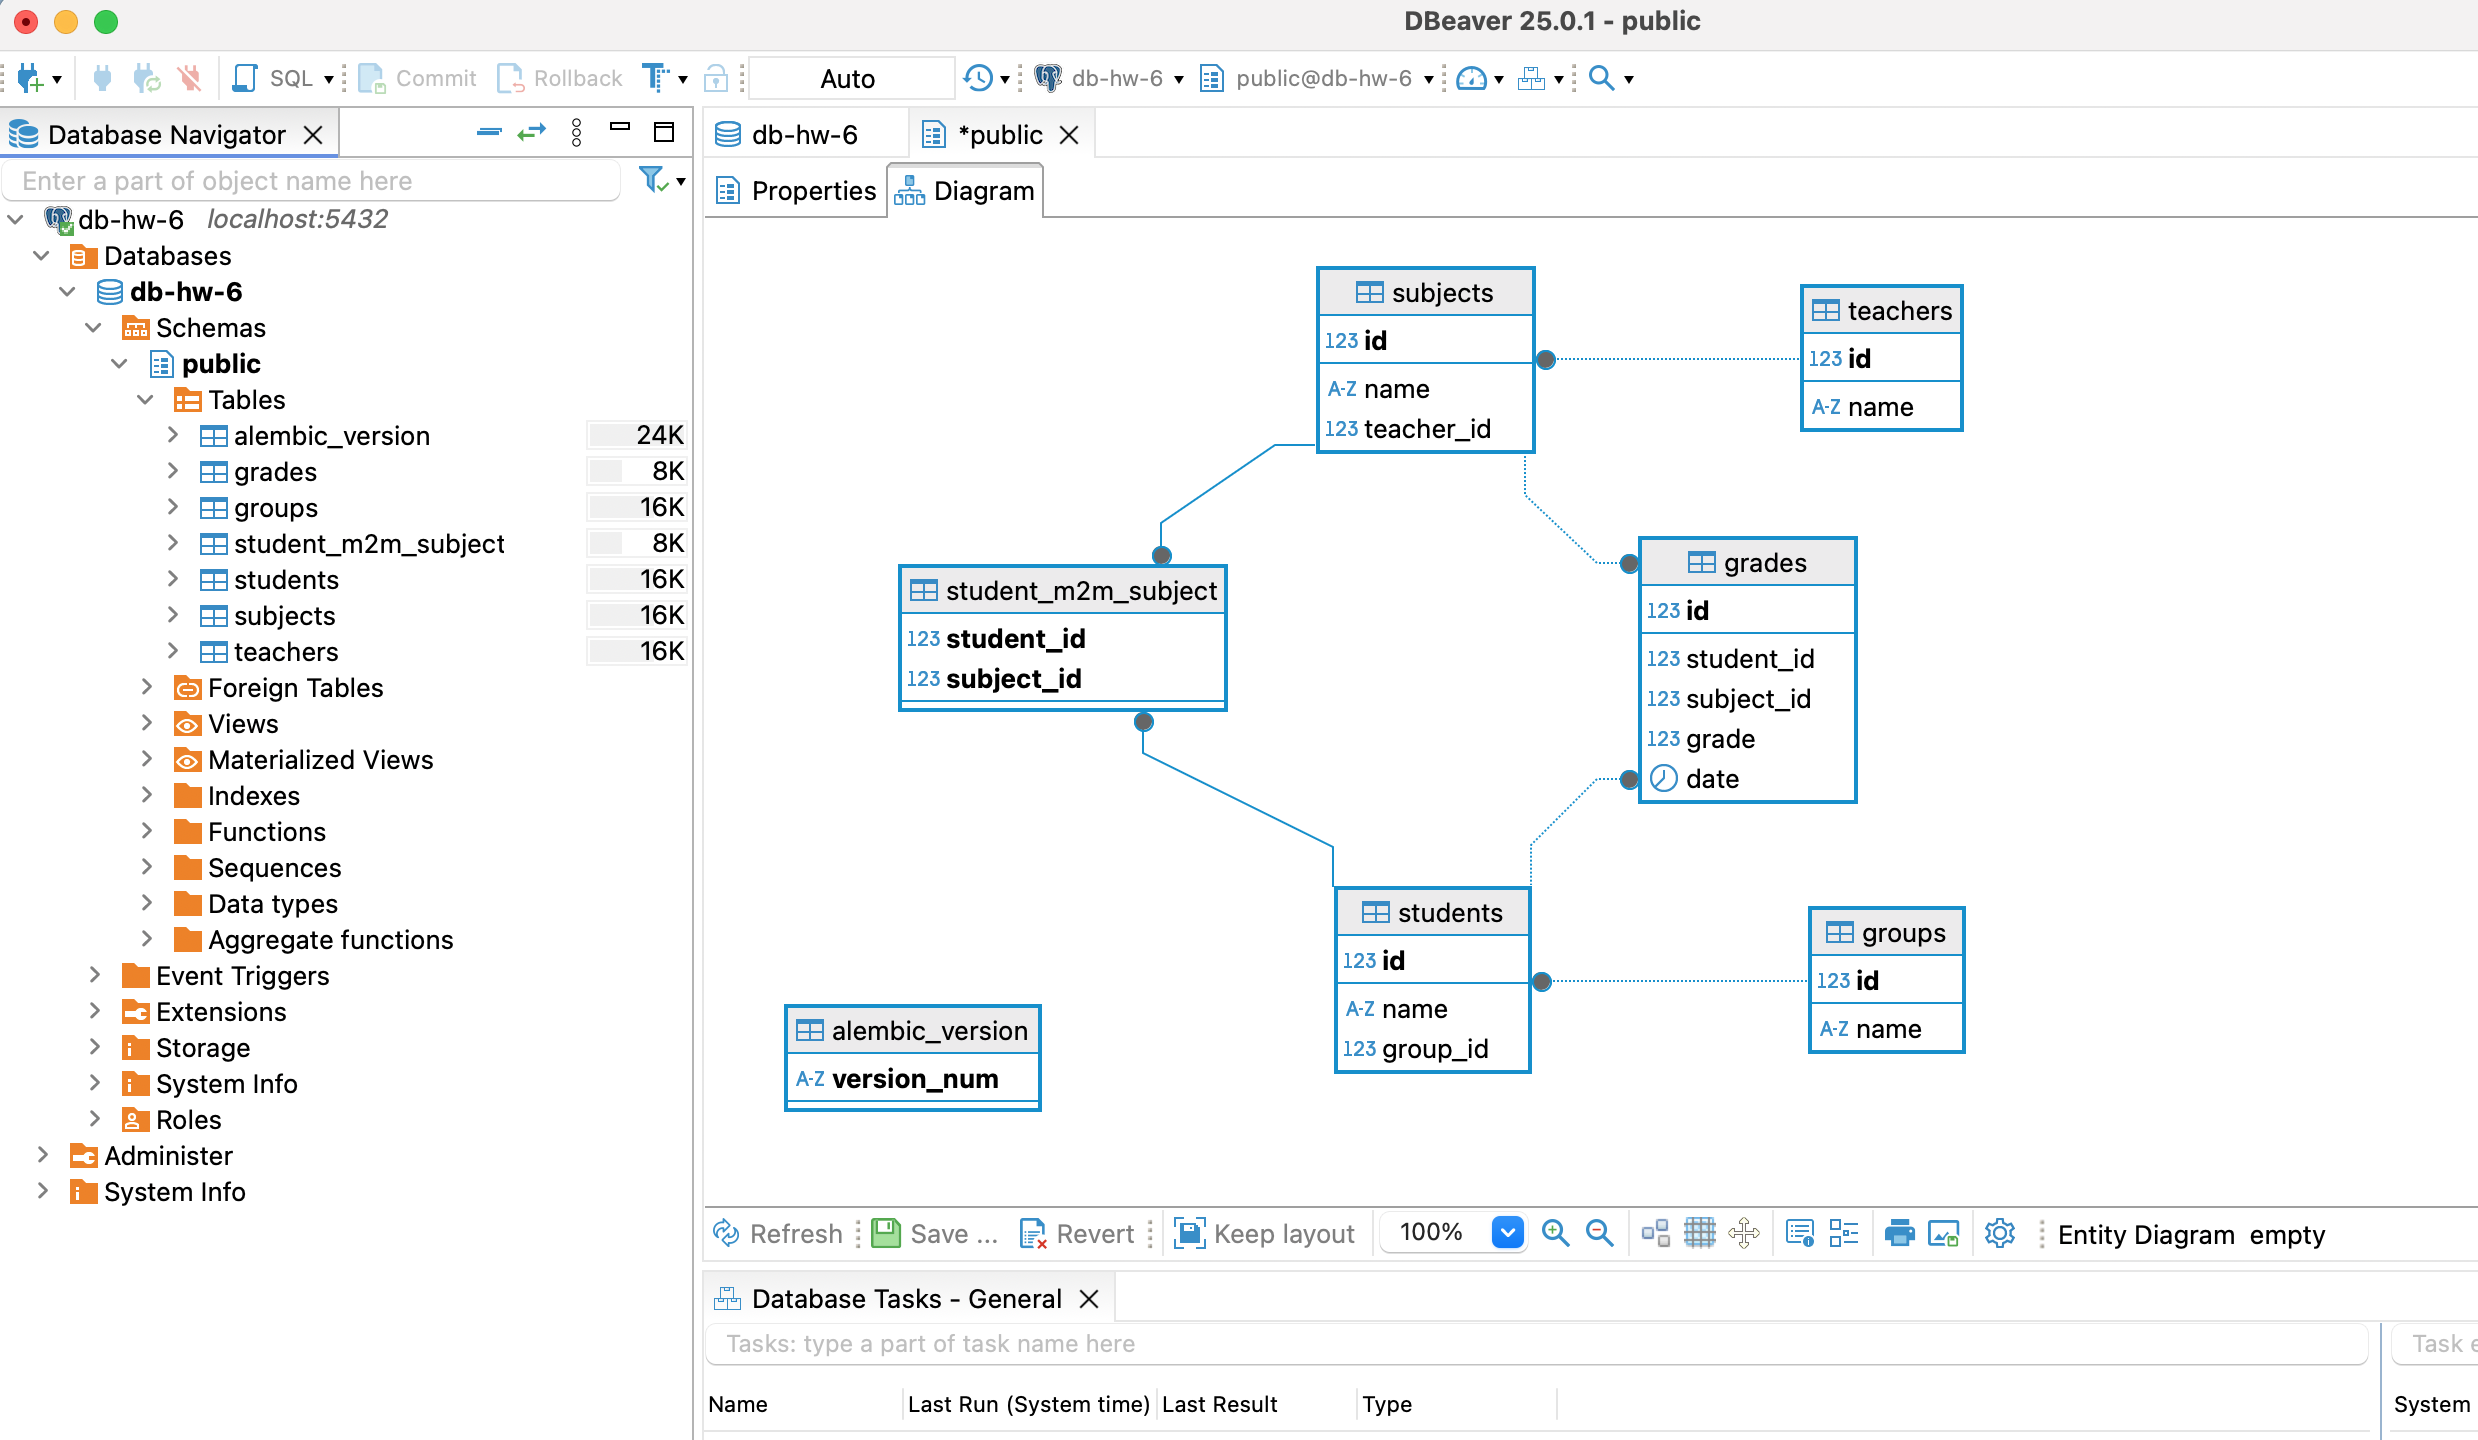 DBeaver 25.0.1 - public
SQL Commit Rollback Auto db-hw-6 public@db-hw-6
Database Navigator
Enter a part of object name here
db-hw-6 localhost:5432
Databases
db-hw-6
Schemas
public
Tables
alembic_version 24K
grades 8K
groups 16K
student_m2m_subject 8K
students 16K
subjects 16K
teachers 16K
Foreign Tables
Views
Materialized Views
Indexes
Functions
Sequences
Data types
Aggregate functions
Event Triggers
Extensions
Storage
System Info
Roles
Administer
System Info
db-hw-6 *public
Properties Diagram
subjects
123 id
A-Z name
123 teacher_id
teachers
123 id
A-Z name
student_m2m_subject
123 student_id
123 subject_id
grades
123 id
123 student_id
123 subject_id
123 grade
date
students
123 id
A-Z name
123 group_id
groups
123 id
A-Z name
alembic_version
A-Z version_num
Refresh Save ... Revert Keep layout 100% Entity Diagram empty
Database Tasks - General
Tasks: type a part of task name here
Task e
Name Last Run (System time) Last Result Type
System